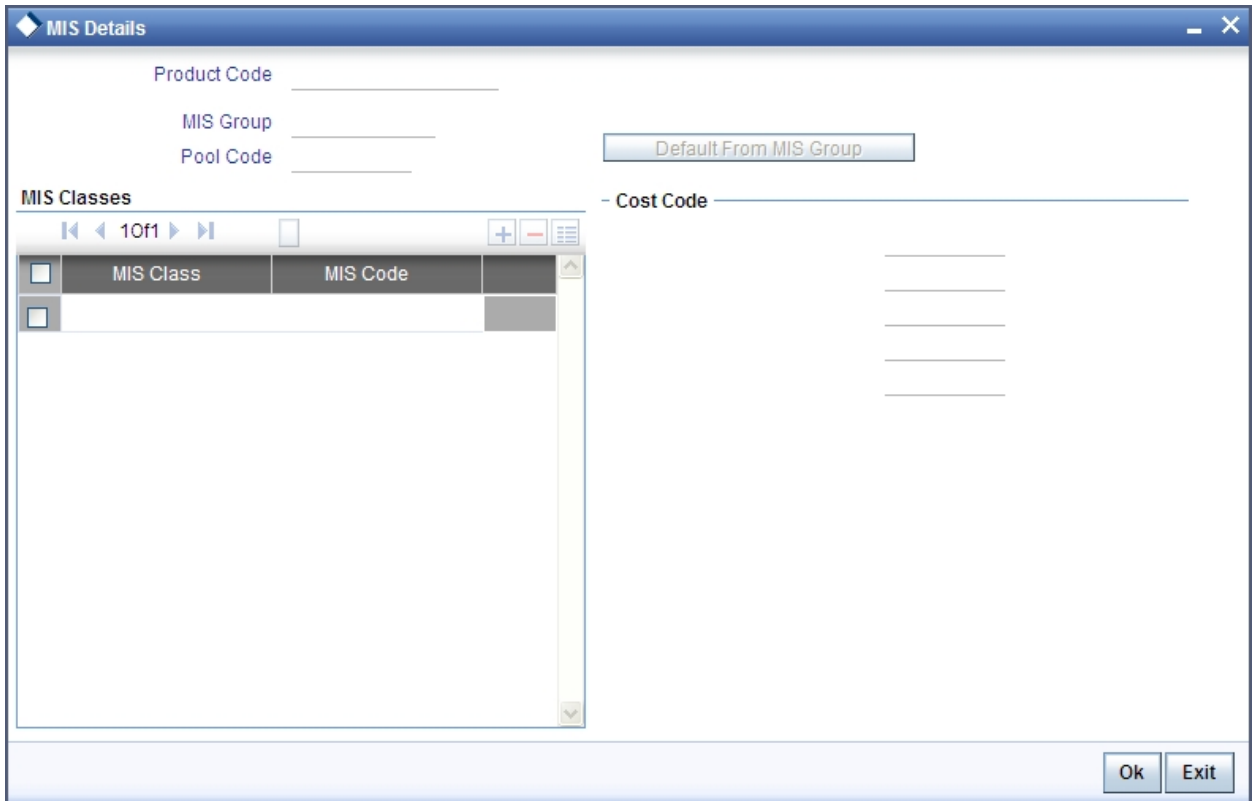 MIS Details
Product Code
MIS Group
Pool Code
Default From MIS Group
MIS Classes
Cost Code
1Of1
MIS Class MIS Code
Ok Exit